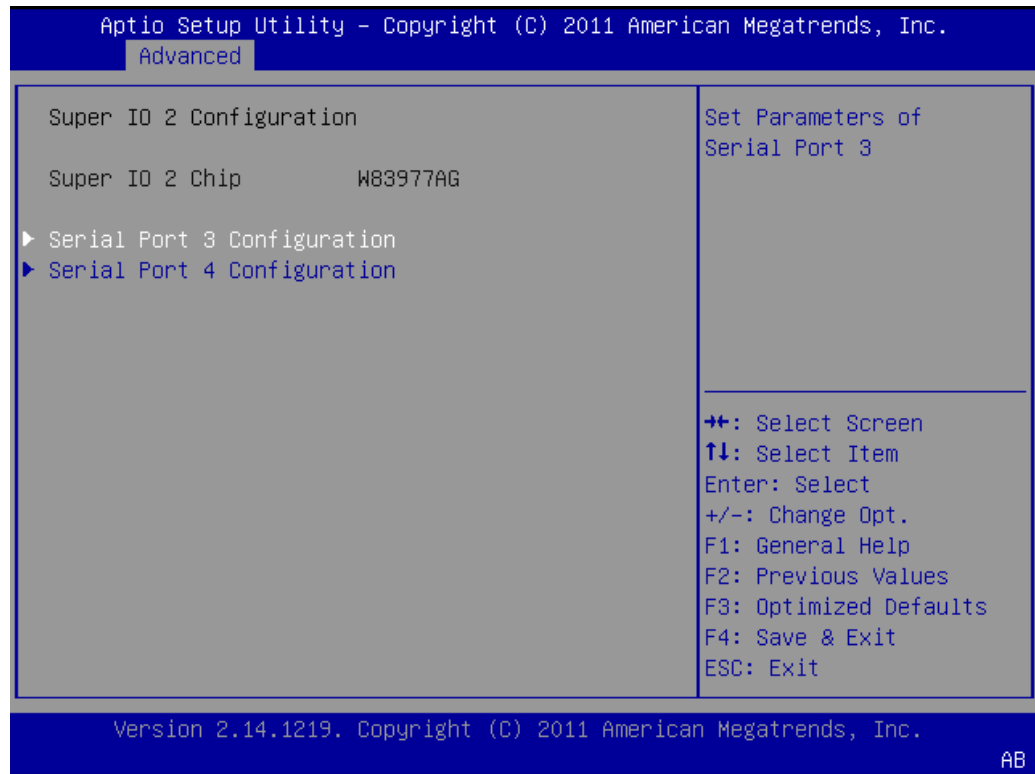 Aptio Setup Utility – Copyright (C) 2011 American Megatrends, Inc.
Advanced
Super IO 2 Configuration
Super IO 2 Chip W83977AG
▶ Serial Port 3 Configuration
▶ Serial Port 4 Configuration
Set Parameters of
Serial Port 3
→←: Select Screen
↑↓: Select Item
Enter: Select
+/-: Change Opt.
F1: General Help
F2: Previous Values
F3: Optimized Defaults
F4: Save & Exit
ESC: Exit
Version 2.14.1219. Copyright (C) 2011 American Megatrends, Inc.
AB